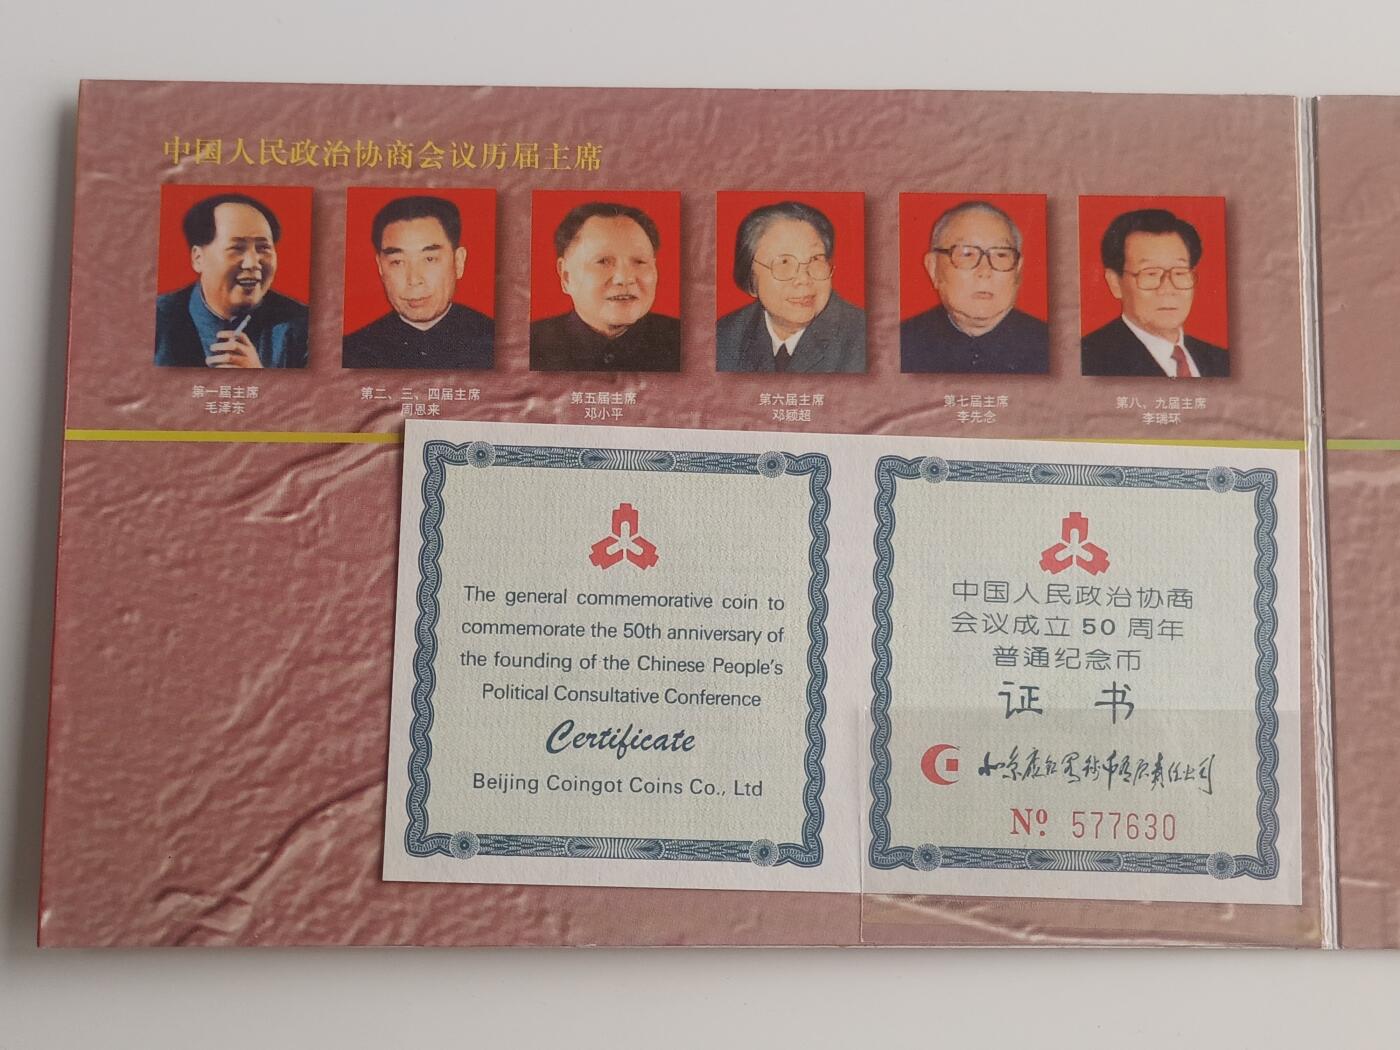 中国人民政治协商会议历届主席
第一届主席
毛泽东
第二、三、四届主席
周恩来
第五届主席
邓小平
第六届主席
邓颖超
第七届主席
李先念
第八、九届主席
李瑞环
The general commemorative coin to
commemorate the 50th anniversary of
the founding of the Chinese People's
Political Consultative Conference
Certificate
Beijing Coingot Coins Co., Ltd
中国人民政治协商
会议成立 50 周年
普通纪念币
证 书
Nº 577630